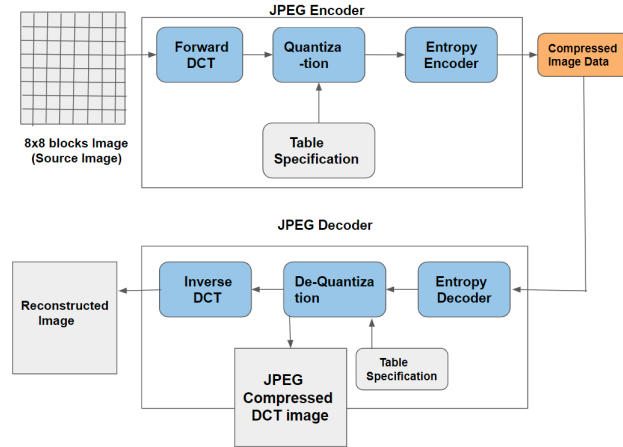 JPEG Encoder
Forward
DCT
Quantiza
-tion
Entropy
Encoder
Compressed
Image Data
8x8 blocks Image
(Source Image)
Table
Specification
JPEG Decoder
Reconstructed
Image
Inverse
DCT
De-Quantiza
tion
Entropy
Decoder
JPEG
Compressed
DCT image
Table
Specification